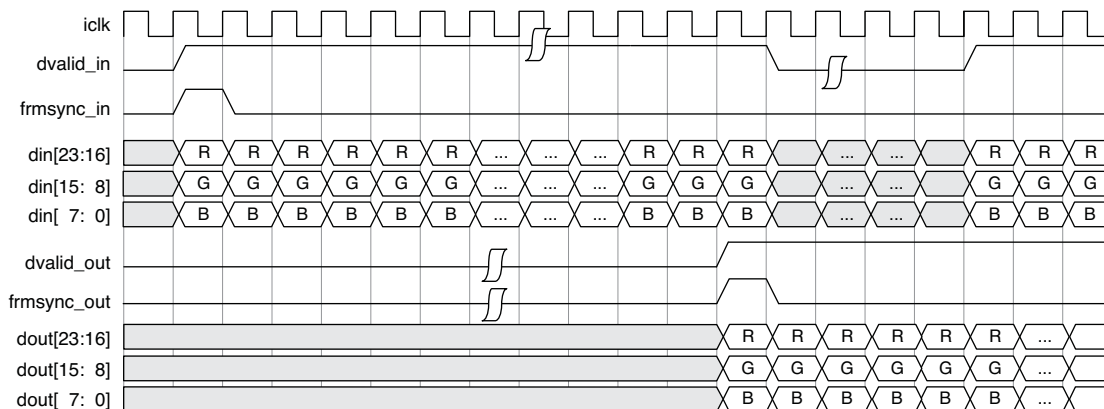 iclk
dvalid_in
frmsync_in
din[23:16] R R R R R R ... ... ... R R R ... ... R R R
din[15: 8] G G G G G G ... ... ... G G G ... ... G G G
din[ 7: 0] B B B B B B ... ... ... B B B ... ... B B B
dvalid_out
frmsync_out
dout[23:16] R R R R R R ...
dout[15: 8] G G G G G G ...
dout[ 7: 0] B B B B B B ...